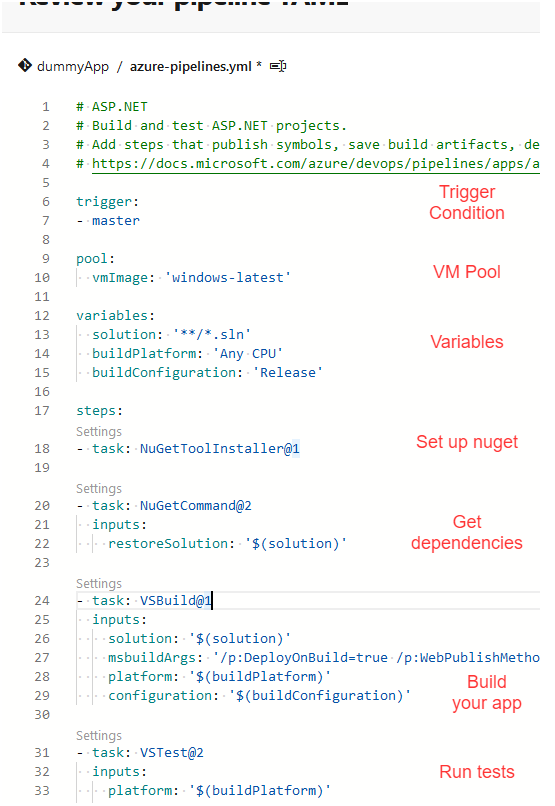 Review your pipeline YAML
dummyApp / azure-pipelines.yml *
1 # ASP.NET
2 # Build and test ASP.NET projects.
3 # Add steps that publish symbols, save build artifacts, de
4 # https://docs.microsoft.com/azure/devops/pipelines/apps/a
5
6 trigger:
Trigger
Condition
7 - master
8
9 pool:
VM Pool
10 vmImage: 'windows-latest'
11
12 variables:
13 solution: '**/*.sln'
Variables
14 buildPlatform: 'Any CPU'
15 buildConfiguration: 'Release'
16
17 steps:
Settings
18 - task: NuGetToolInstaller@1
Set up nuget
19
Settings
20 - task: NuGetCommand@2
21 inputs:
Get
dependencies
22 restoreSolution: '$(solution)'
23
Settings
24 - task: VSBuild@1
25 inputs:
26 solution: '$(solution)'
27 msbuildArgs: '/p:DeployOnBuild=true /p:WebPublishMetho
28 platform: '$(buildPlatform)'
Build
your app
29 configuration: '$(buildConfiguration)'
30
Settings
31 - task: VSTest@2
32 inputs:
Run tests
33 platform: '$(buildPlatform)'